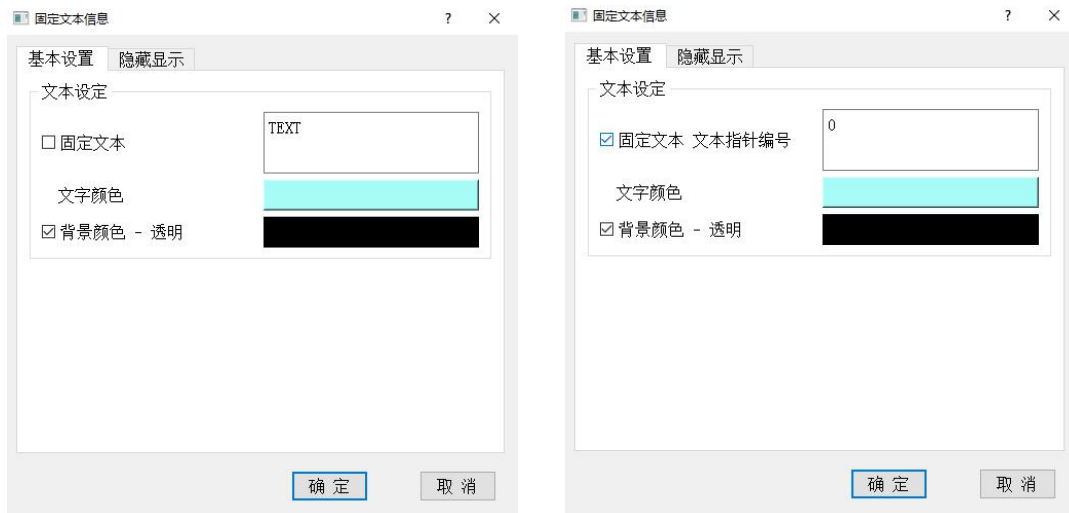 固定文本信息 ? ×
基本设置 隐藏显示
文本设定
固定文本 TEXT
文字颜色
背景颜色 - 透明
确 定 取 消
固定文本信息 ? ×
基本设置 隐藏显示
文本设定
固定文本 文本指针编号 0
文字颜色
背景颜色 - 透明
确 定 取 消